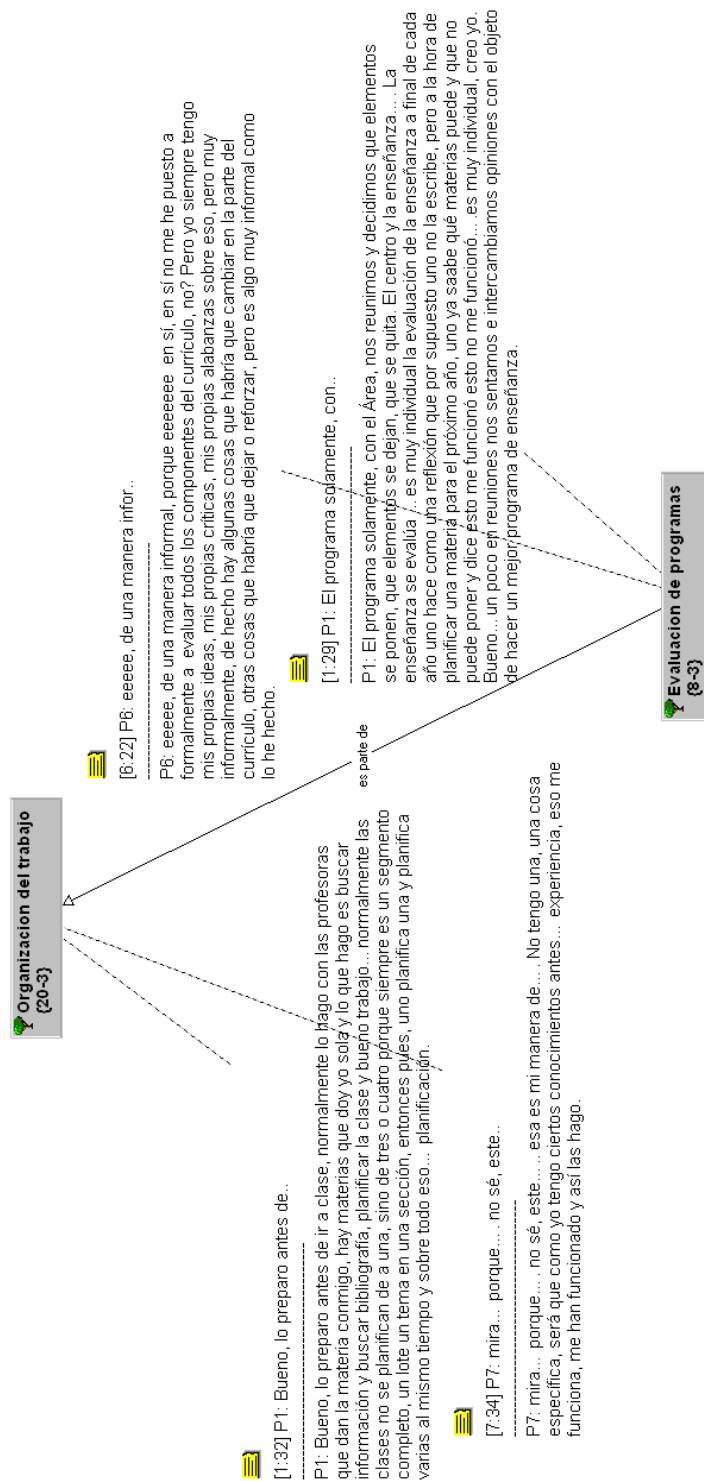 Organizacion del trabajo
{20-3}
[6:22] P6: eeeee, de una manera infor..
P6: eeeee, de una manera informal, porque eeeeeee en sí, en sí no me he puesto a
formalmente a evaluar todos los componentes del currículo, no? Pero yo siempre tengo
mis propias ideas, mis propias críticas, mis propias alabanzas sobre eso, pero muy
informalmente, de hecho hay algunas cosas que habría que cambiar en la parte del
currículo, otras cosas que habría que dejar o reforzar, pero es algo muy informal como
lo he hecho.
[1:32] P1: Bueno, lo preparo antes de..
P1: Bueno, lo preparo antes de ir a clase, normalmente lo hago con las profesoras
que dan la materia conmigo, hay materias que doy yo sola y lo que hago es buscar
información y buscar bibliografía, planificar la clase y bueno trabajo... normalmente las
clases no se planifican de a una, sino de tres o cuatro porque siempre es un segmento
completo, un lote un tema en una sección, entonces pues, uno planifica una y planifica
varias al mismo tiempo y sobre todo eso... planificación.
es parte de
[1:29] P1: El programa solamente, con..
P1: El programa solamente, con el Área, nos reunimos y decidimos que elementos
se ponen, que elementos se dejan, que se quita. El centro y la enseñanza.... La
enseñanza se evalúa ...es muy individual la evaluación de la enseñanza a final de cada
año uno hace como una reflexión que por supuesto uno no la escribe, pero a la hora de
planificar una materia para el próximo año, uno ya saabe qué materias puede y que no
puede poner y dice esto me funcionó esto no me funcionó....es muy individual, creo yo.
Bueno... un poco en reuniones nos sentamos e intercambiamos opiniones con el objeto
de hacer un mejor programa de enseñanza.
[7:34] P7: mira... porque.... no sé, este..
P7: mira... porque.... no sé, este..... esa es mi manera de.... No tengo una, una cosa
específica, será que como yo tengo ciertos conocimientos antes... experiencia, eso me
funciona, me han funcionado y así las hago.
Evaluacion de programas
{8-3}